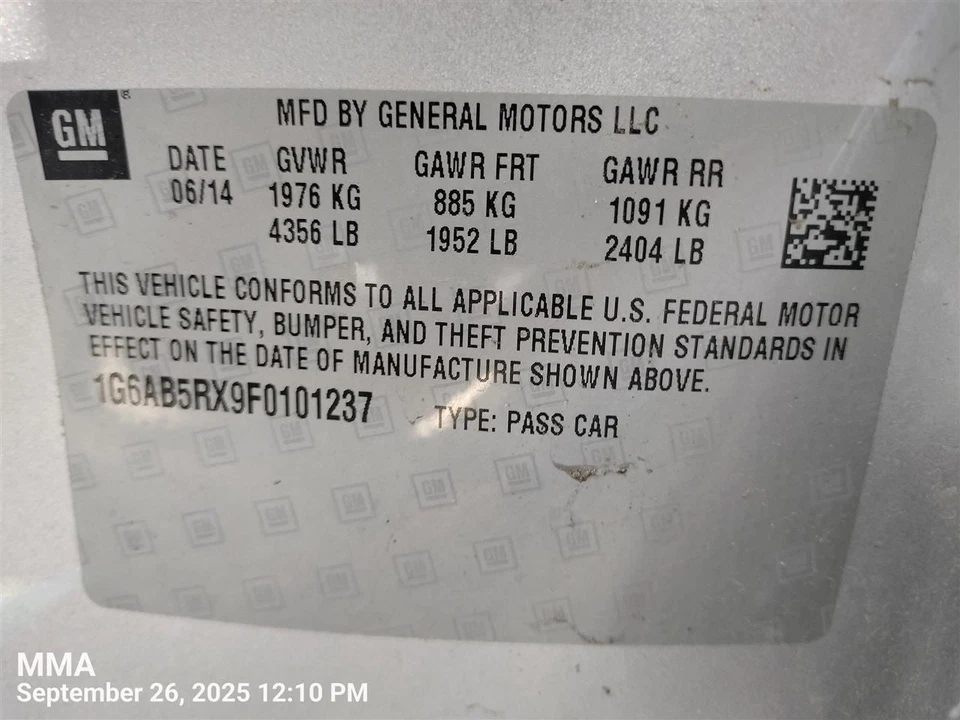 GM ®
MFD BY GENERAL MOTORS LLC
DATE GVWR GAWR FRT GAWR RR
06/14 1976 KG 885 KG 1091 KG
4356 LB 1952 LB 2404 LB
THIS VEHICLE CONFORMS TO ALL APPLICABLE U.S. FEDERAL MOTOR
VEHICLE SAFETY, BUMPER, AND THEFT PREVENTION STANDARDS IN
EFFECT ON THE DATE OF MANUFACTURE SHOWN ABOVE.
1G6AB5RX9F0101237 TYPE: PASS CAR
MMA
September 26, 2025 12:10 PM